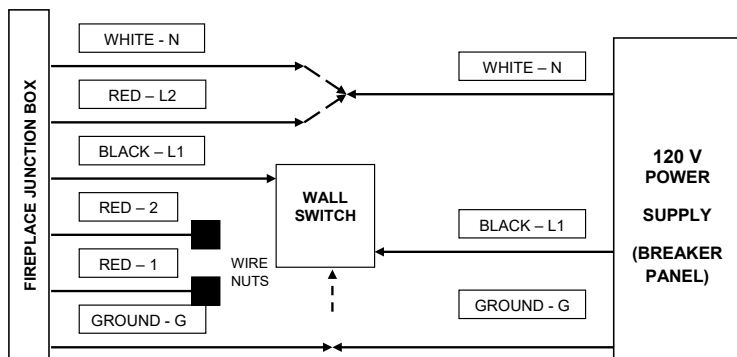 FIREPLACE JUNCTION BOX
WHITE - N
RED – L2
BLACK – L1
RED – 2
RED – 1
GROUND - G
WIRE
NUTS
WALL
SWITCH
WHITE – N
BLACK – L1
GROUND – G
120 V
POWER
SUPPLY
(BREAKER
PANEL)